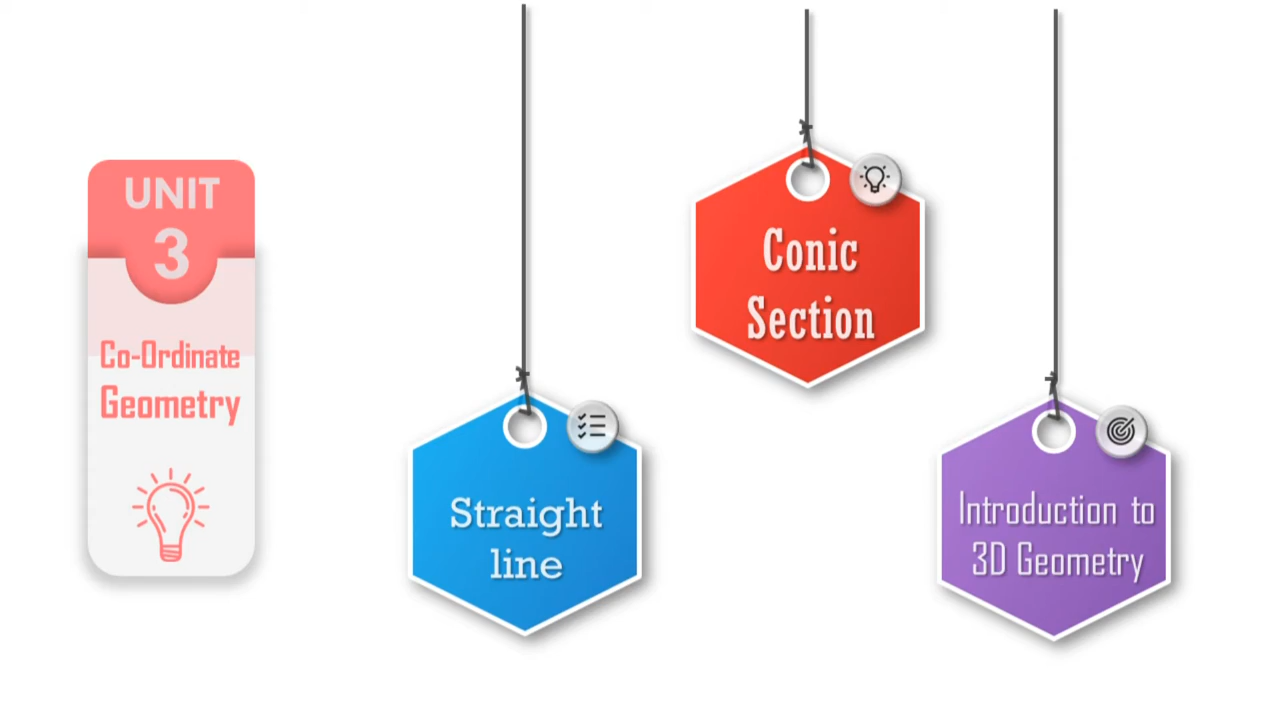 UNIT
3
Co-Ordinate
Geometry
Straight
line
Conic
Section
Introduction to
3D Geometry